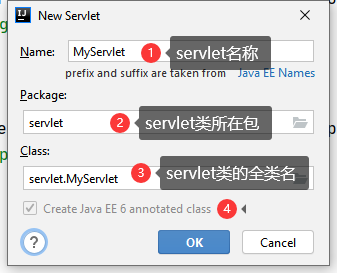 New Servlet
Name: MyServlet 1 servlet名称
prefix and suffix are taken from Java EE Names
Package:
servlet 2 servlet类所在包
Class:
servlet.MyServlet 3 servlet类的全类名
Create Java EE 6 annotated class 4
? OK Cancel